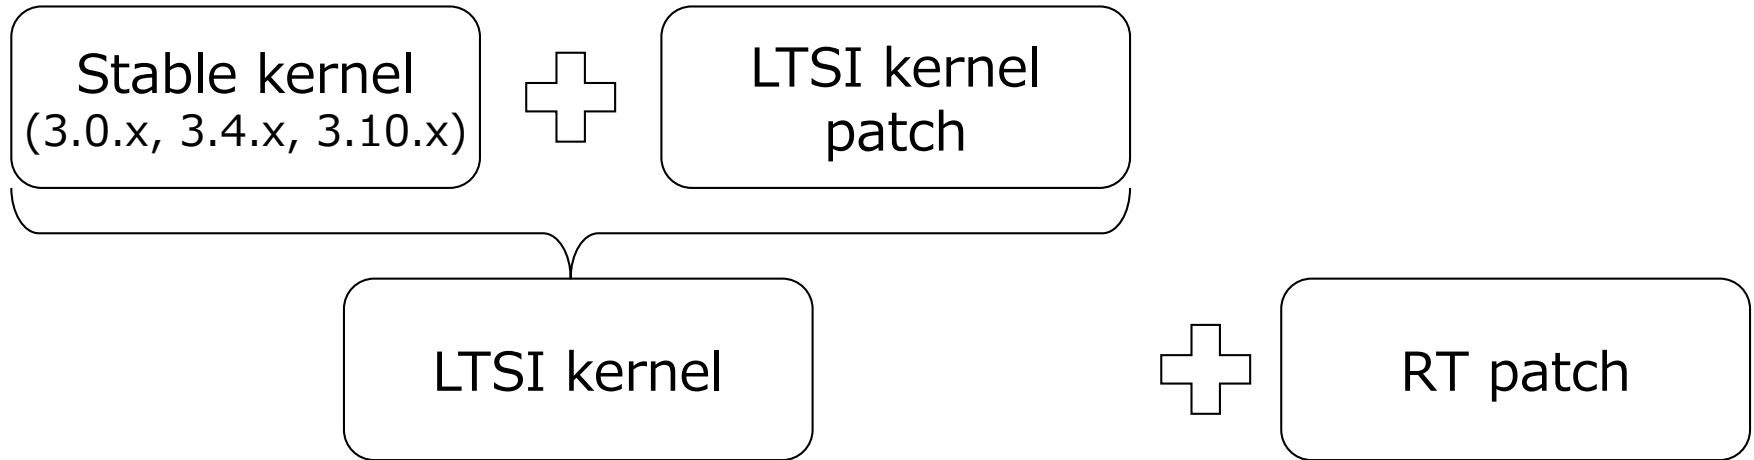 Stable kernel
(3.0.x, 3.4.x, 3.10.x)
LTSI kernel
patch
LTSI kernel
RT patch